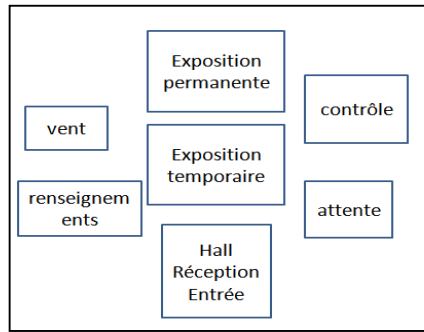 Exposition
permanente
contrôle
vent
Exposition
temporaire
renseignem
ents
attente
Hall
Réception
Entrée